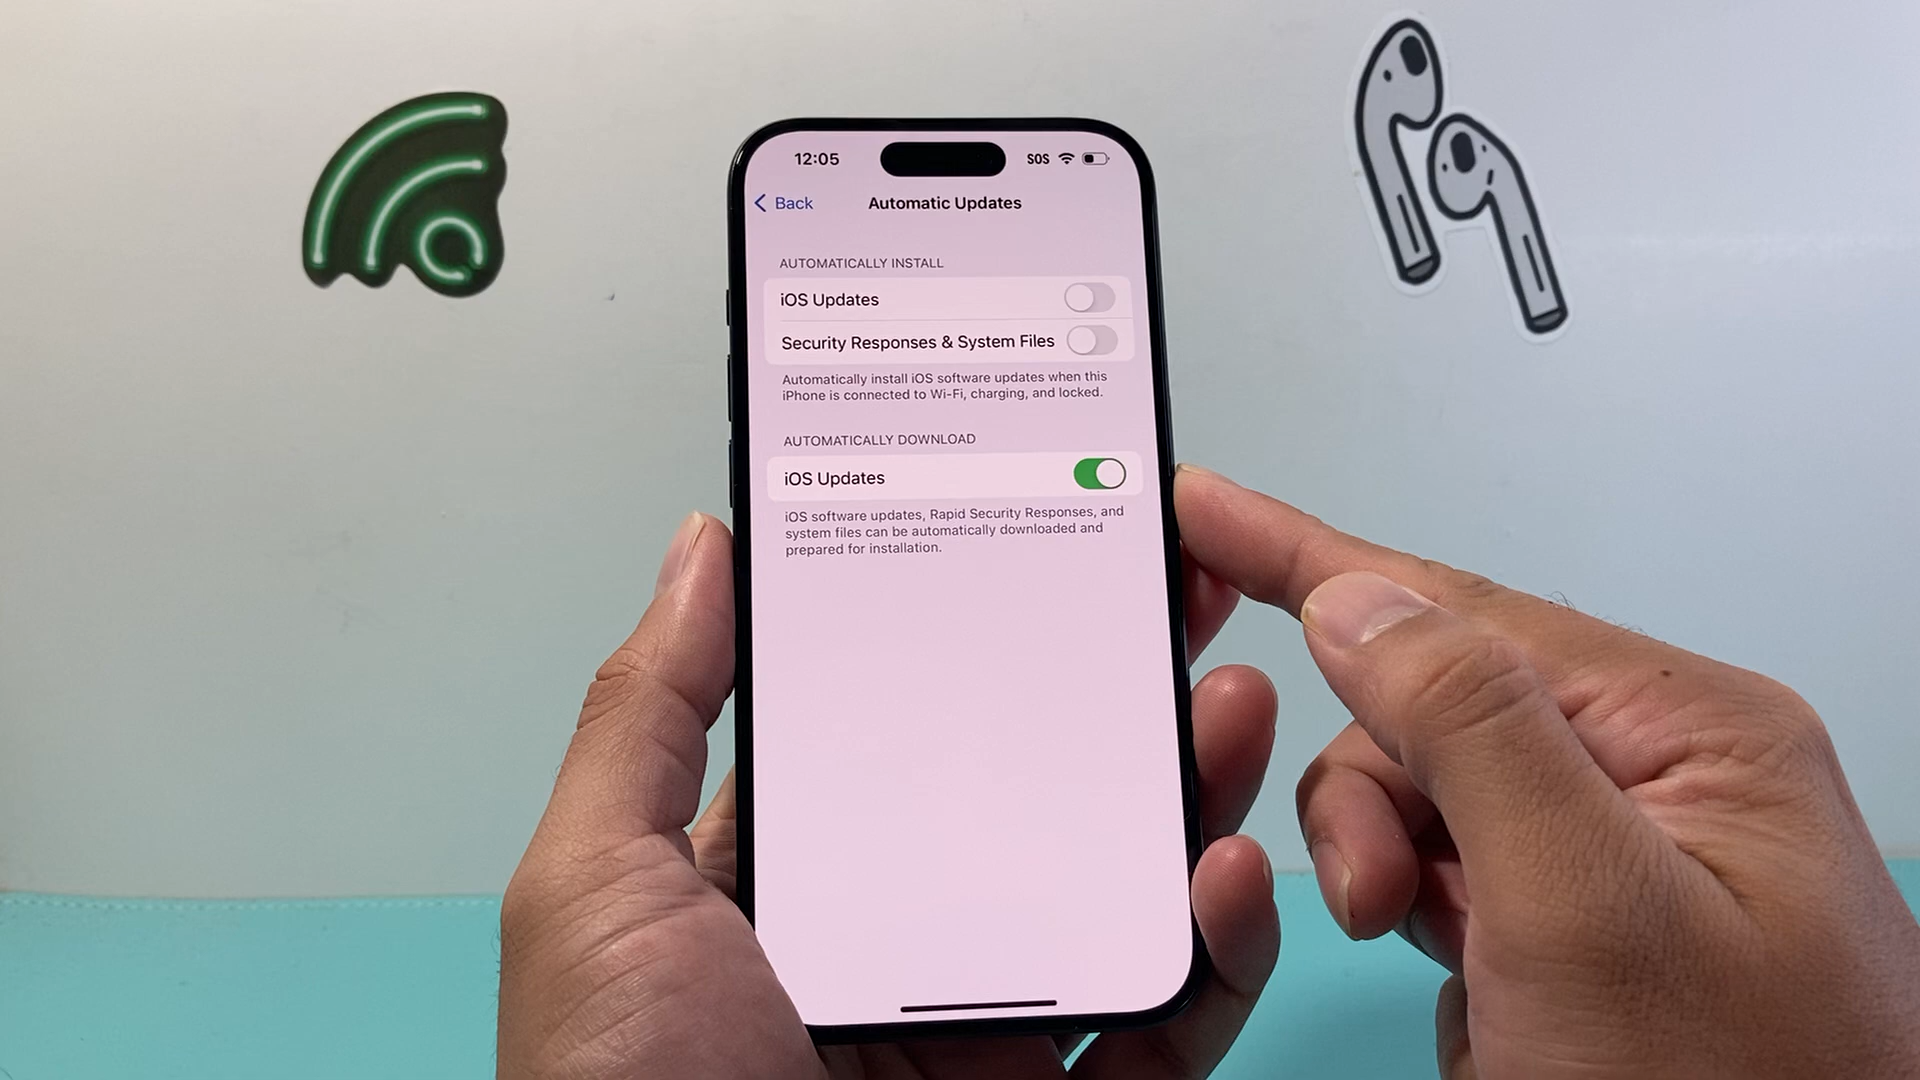 12:05
SOS
Back
Automatic Updates
AUTOMATICALLY INSTALL
iOS Updates
Security Responses & System Files
Automatically install iOS software updates when this
iPhone is connected to Wi-Fi, charging, and locked.
AUTOMATICALLY DOWNLOAD
iOS Updates
iOS software updates, Rapid Security Responses, and
system files can be automatically downloaded and
prepared for installation.